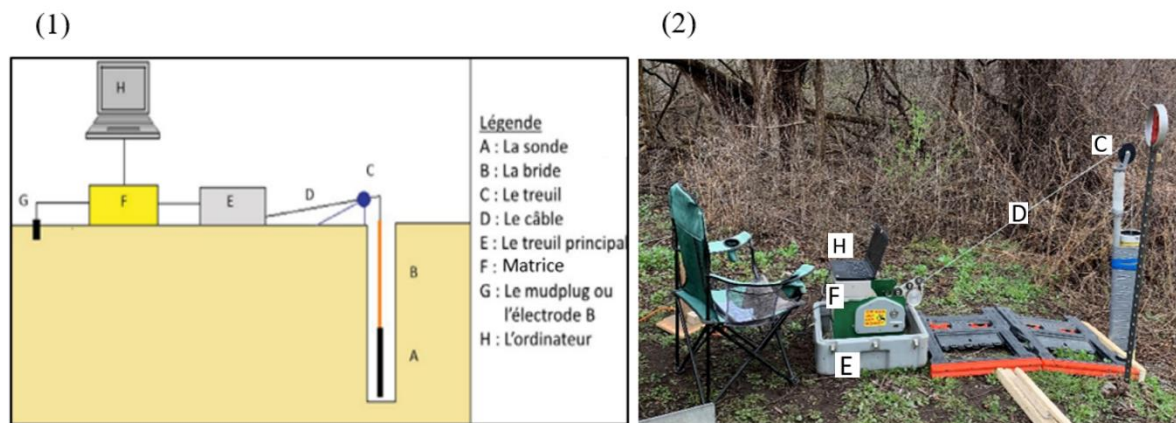 (1)
(2)
H
C
G
F
E
D
B
A
Légende
A : La sonde
B : La bride
C : Le treuil
D : Le câble
E : Le treuil principal
F : Matrice
G : Le mudplug ou
l'électrode B
H : L'ordinateur
C
D
H
F
E